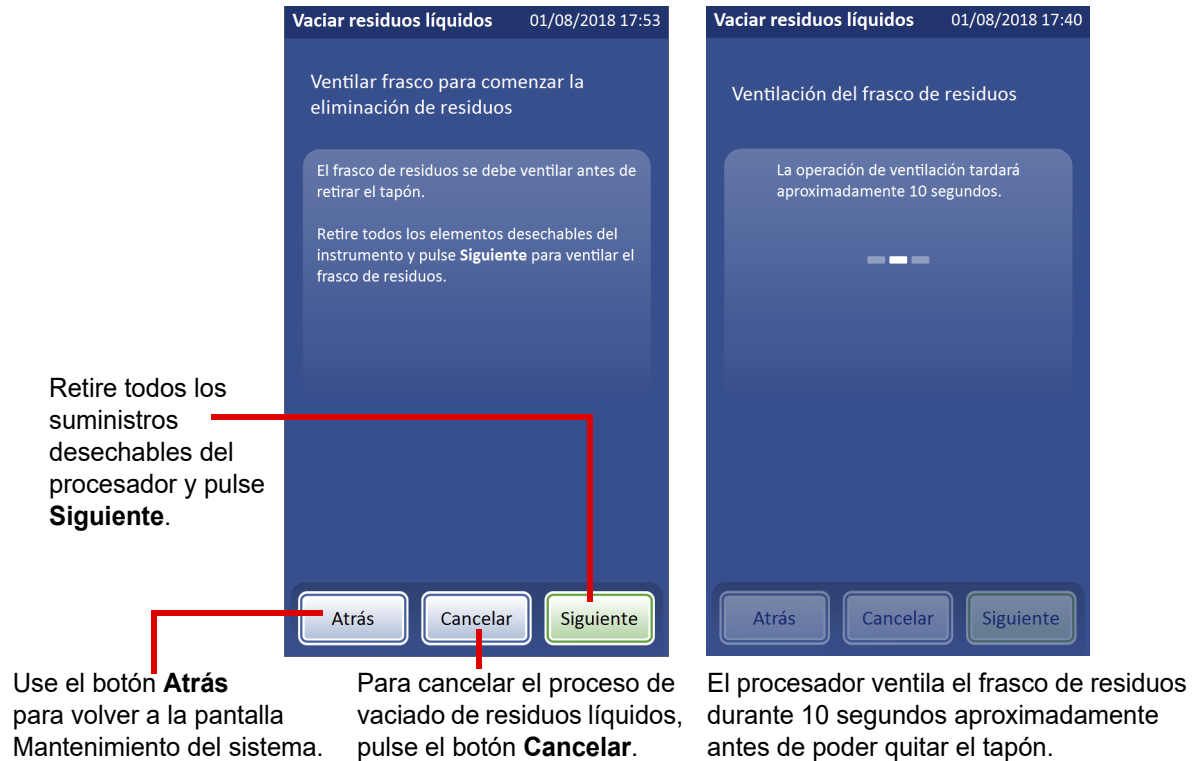 Vaciar residuos líquidos 01/08/2018 17:53
Ventilar frasco para comenzar la
eliminación de residuos
El frasco de residuos se debe ventilar antes de
retirar el tapón.
Retire todos los elementos desechables del
instrumento y pulse Siguiente para ventilar el
frasco de residuos.
Atrás
Cancelar
Siguiente
Vaciar residuos líquidos 01/08/2018 17:40
Ventilación del frasco de residuos
La operación de ventilación tardará
aproximadamente 10 segundos.
Atrás
Cancelar
Siguiente
Retire todos los
suministros
desechables del
procesador y pulse
Siguiente.
Use el botón Atrás
para volver a la pantalla
Mantenimiento del sistema.
Para cancelar el proceso de
vaciado de residuos líquidos,
pulse el botón Cancelar.
El procesador ventila el frasco de residuos
durante 10 segundos aproximadamente
antes de poder quitar el tapón.